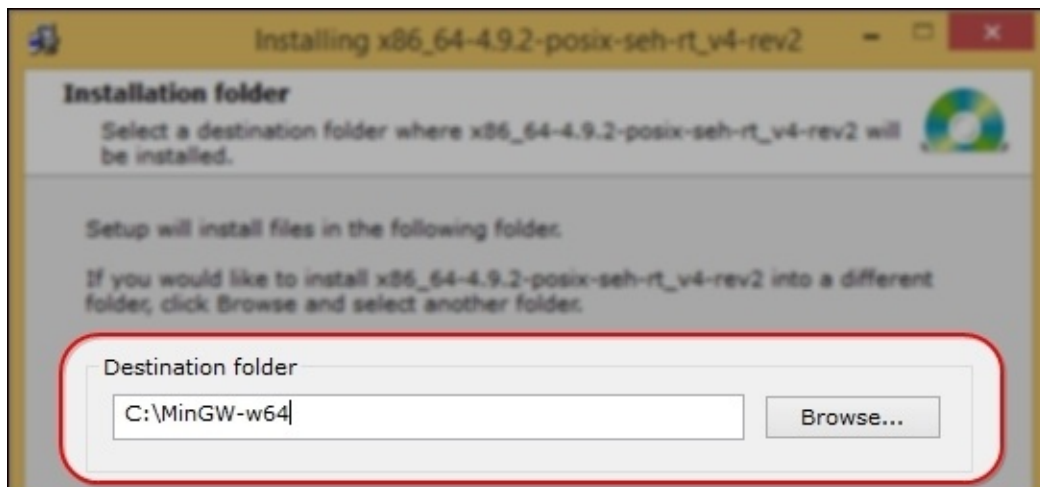 Installing x86_64-4.9.2-posix-seh-rt_v4-rev2
Installation folder
Select a destination folder where x86_64-4.9.2-posix-seh-rt_v4-rev2 will
be installed.
Setup will install files in the following folder.
If you would like to install x86_64-4.9.2-posix-seh-rt_v4-rev2 into a different
folder, click Browse and select another folder.
Destination folder
C:\MinGW-w64
Browse...